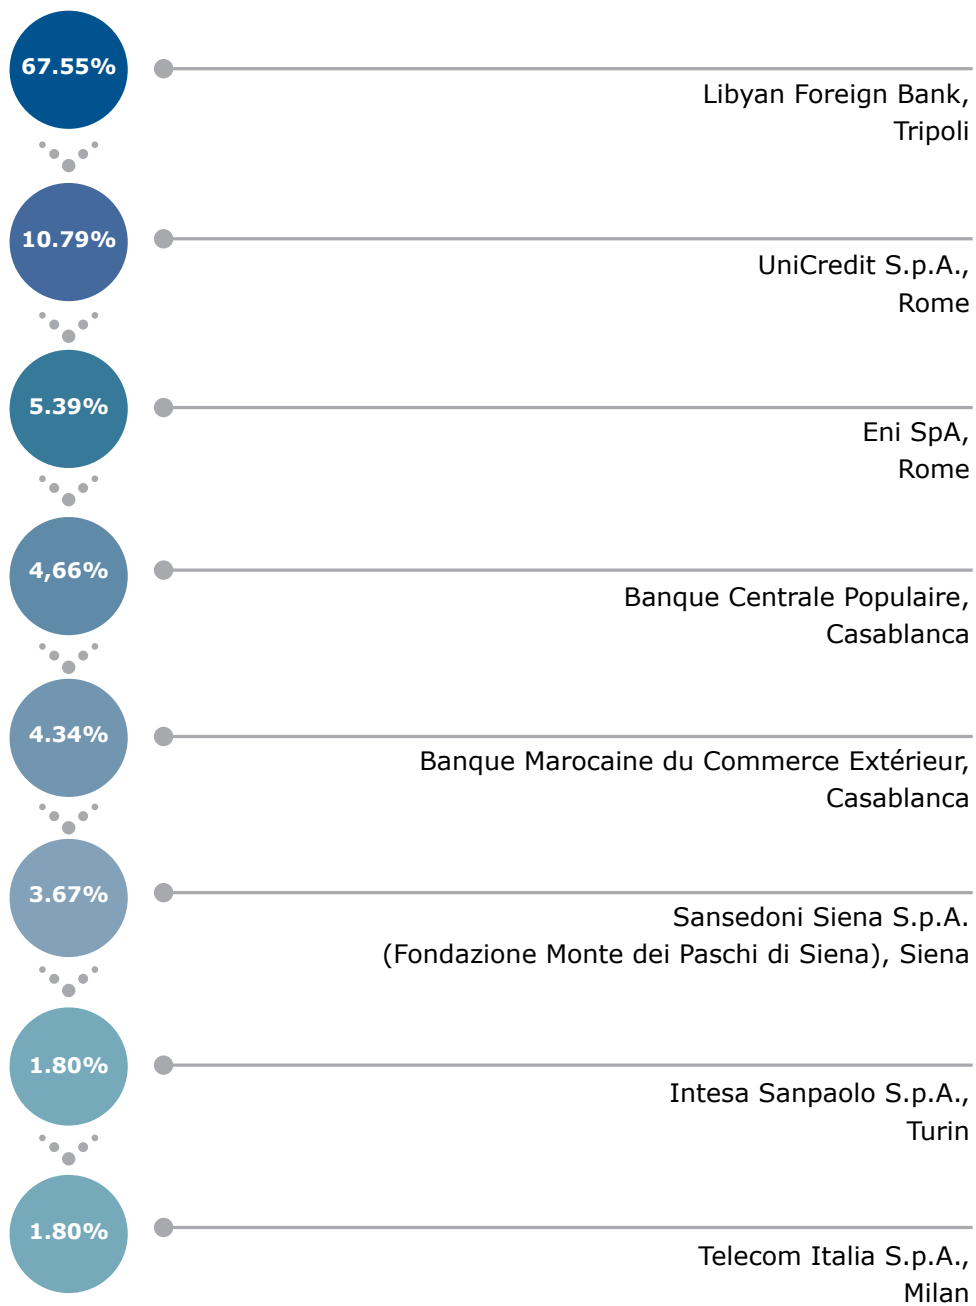 67.55%
Libyan Foreign Bank,
Tripoli
10.79%
UniCredit S.p.A.,
Rome
5.39%
Eni SpA,
Rome
4,66%
Banque Centrale Populaire,
Casablanca
4.34%
Banque Marocaine du Commerce Extérieur,
Casablanca
3.67%
Sansedoni Siena S.p.A.
(Fondazione Monte dei Paschi di Siena), Siena
1.80%
Intesa Sanpaolo S.p.A.,
Turin
1.80%
Telecom Italia S.p.A.,
Milan